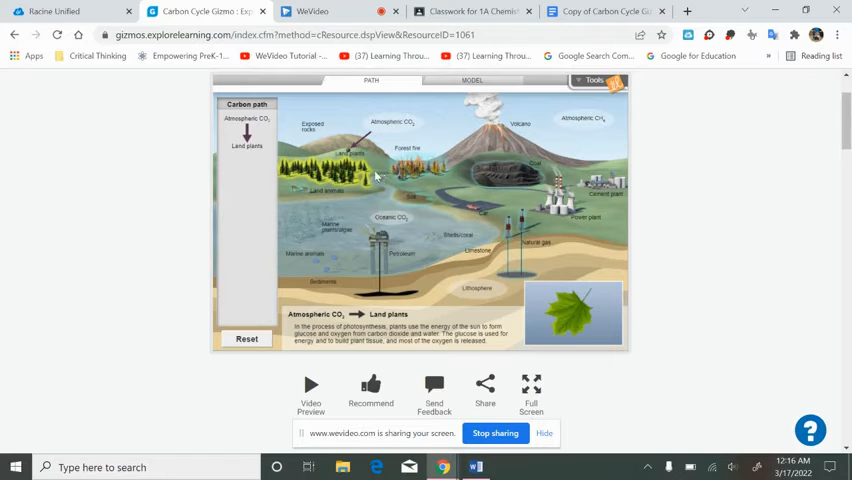 Racine Unified
Carbon Cycle Gizmo : Exp
WeVideo
Classwork for 1A Chemist
Copy of Carbon Cycle Gizm
gizmos.explorelearning.com/index.cfm?method=cResource.dspView&ResourceID=1061
Apps
Critical Thinking
Empowering PreK-1...
WeVideo Tutorial -...
(37) Learning Throu...
(37) Learning Throu...
Google Search Com...
Google for Education
Reading list
PATH
MODEL
Tools
Carbon path
Atmospheric CO₂
Land plants
Exposed
rocks
Atmospheric CO₂
Volcano
Atmospheric CH₄
Land plants
Forest fire
Coal
Land animals
Soil
Cement plant
Car
Power plant
Oceanic CO₂
Marine
plants/algae
Shells/coral
Natural gas
Limestone
Marine animals
Petroleum
Sediments
Lithosphere
Atmospheric CO₂ → Land plants
In the process of photosynthesis, plants use the energy of the sun to form
glucose and oxygen from carbon dioxide and water. The glucose is used for
energy and to build plant tissue, and most of the oxygen is released.
Reset
Video
Preview
Recommend
Send
Feedback
Share
Full
Screen
www.wevideo.com is sharing your screen.
Stop sharing
Hide
?
Type here to search
12:16 AM
3/17/2022